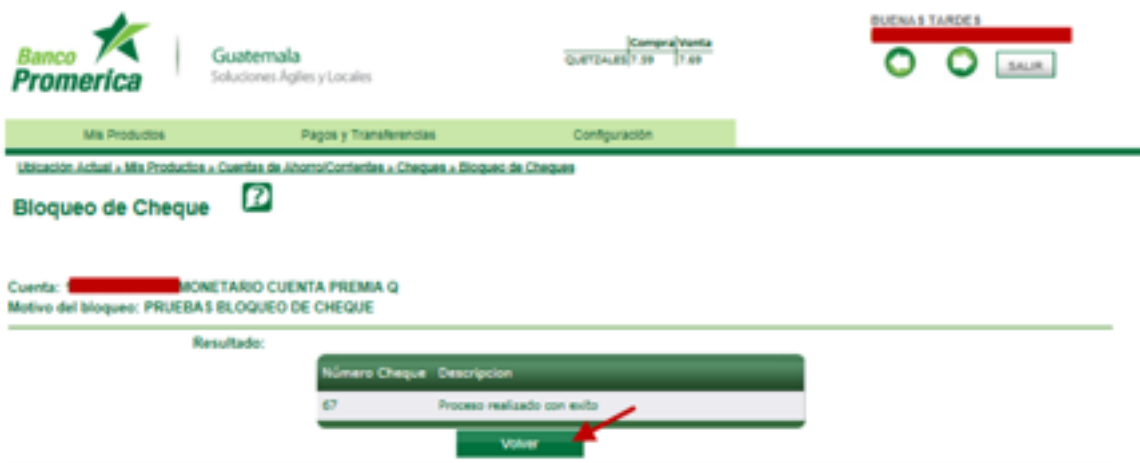 BUENAS TARDES
Banco
Promerica
Guatemala
Soluciones Ágiles y Locales
Compra Venta
QUETZALES 7.59 7.69
SALIR
Mis Productos Pagos y Transferencias Configuración
Ubicación Actual » Mis Productos » Cuentas de Ahorro/Corrientes » Cheques » Bloqueo de Cheques
Bloqueo de Cheque ?
Cuenta: MONETARIO CUENTA PREMIA Q
Motivo del bloqueo: PRUEBAS BLOQUEO DE CHEQUE
Resultado:
Número Cheque Descripcion
67 Proceso realizado con exito
Volver